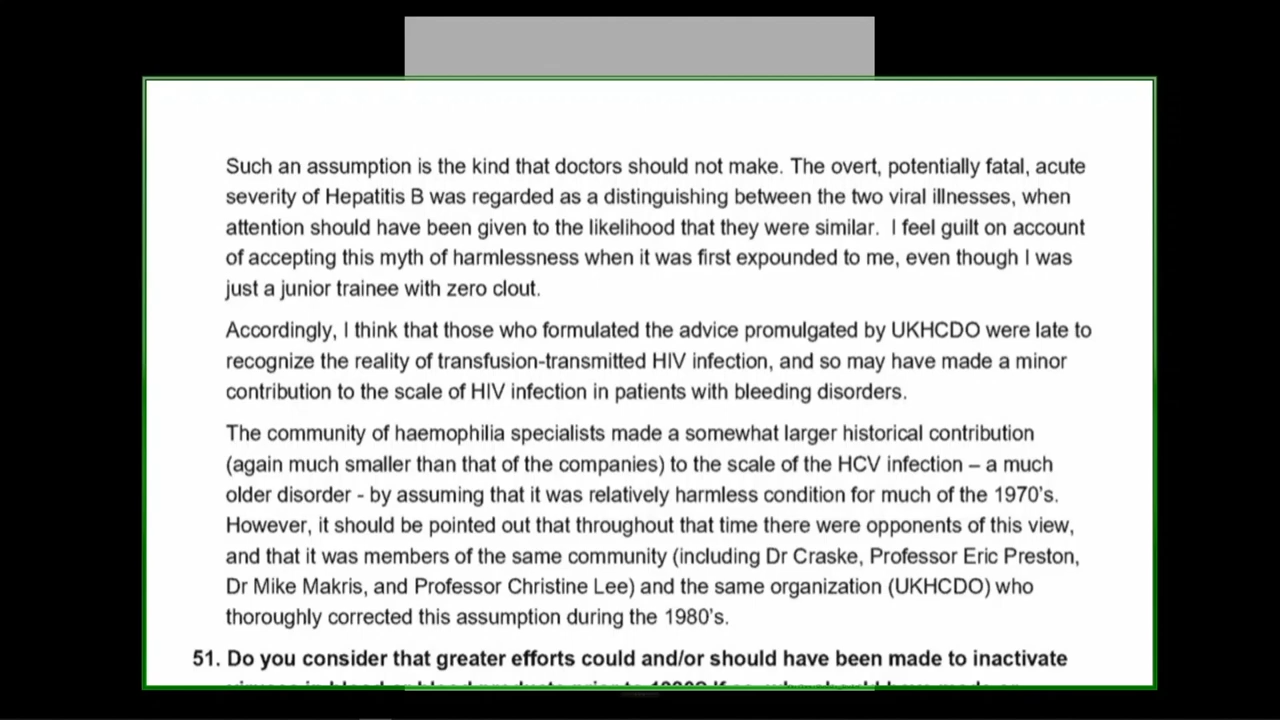 Such an assumption is the kind that doctors should not make. The overt, potentially fatal, acute
severity of Hepatitis B was regarded as a distinguishing between the two viral illnesses, when
attention should have been given to the likelihood that they were similar. I feel guilt on account
of accepting this myth of harmlessness when it was first expounded to me, even though I was
just a junior trainee with zero clout.
Accordingly, I think that those who formulated the advice promulgated by UKHCDO were late to
recognize the reality of transfusion-transmitted HIV infection, and so may have made a minor
contribution to the scale of HIV infection in patients with bleeding disorders.
The community of haemophilia specialists made a somewhat larger historical contribution
(again much smaller than that of the companies) to the scale of the HCV infection – a much
older disorder - by assuming that it was relatively harmless condition for much of the 1970's.
However, it should be pointed out that throughout that time there were opponents of this view,
and that it was members of the same community (including Dr Craske, Professor Eric Preston,
Dr Mike Makris, and Professor Christine Lee) and the same organization (UKHCDO) who
thoroughly corrected this assumption during the 1980's.
51. Do you consider that greater efforts could and/or should have been made to inactivate